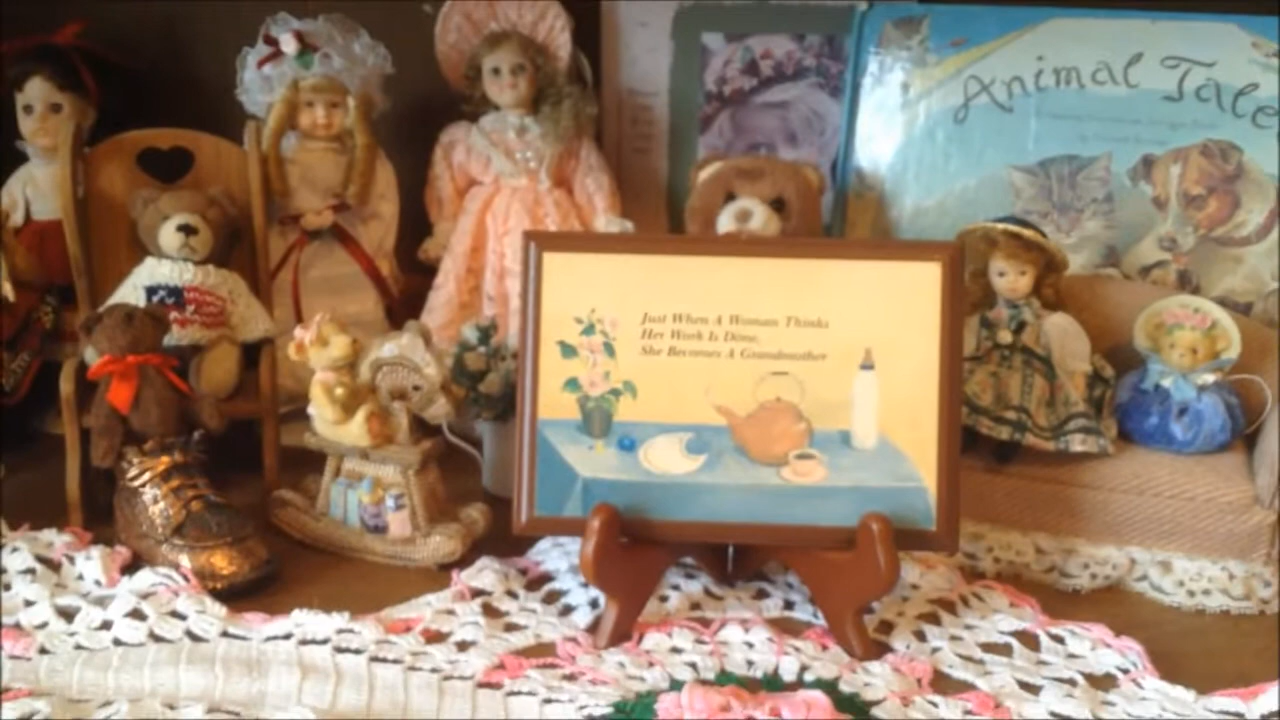 Animal Tale
Just When A Woman Thinks
Her Work Is Done,
She Becomes A Grandmother